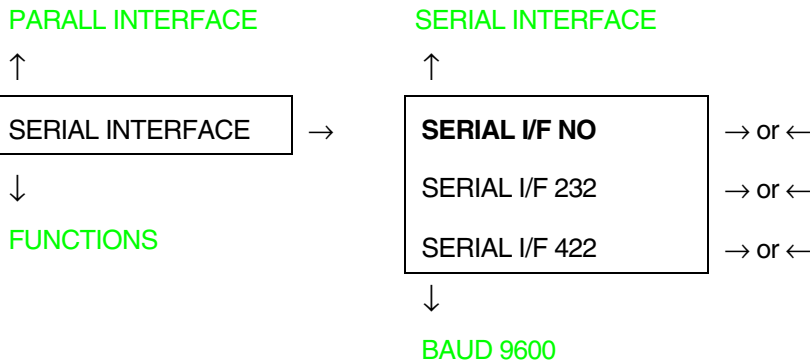 PARALL INTERFACE SERIAL INTERFACE
↑ ↑
SERIAL INTERFACE → SERIAL I/F NO → or ←
↓ SERIAL I/F 232 → or ←
FUNCTIONS SERIAL I/F 422 → or ←
↓
BAUD 9600